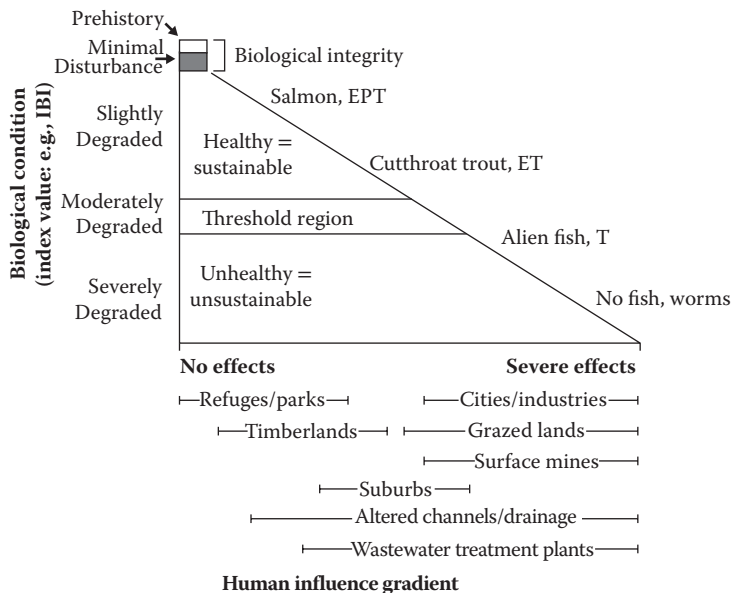 Prehistory
Minimal
Disturbance
Biological integrity
Salmon, EPT
Slightly
Degraded
Healthy =
sustainable
Cutthroat trout, ET
Moderately
Degraded
Threshold region
Alien fish, T
Severely
Degraded
Unhealthy =
unsustainable
No fish, worms
Biological condition
(index value: e.g., IBI)
No effects
Severe effects
Refuges/parks
Cities/industries
Timberlands
Grazed lands
Surface mines
Suburbs
Altered channels/drainage
Wastewater treatment plants
Human influence gradient